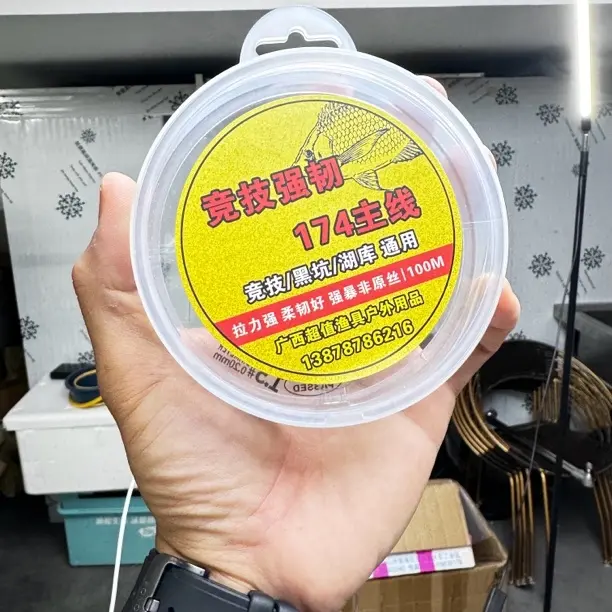 竞技强韧
174主线
竞技/黑坑/湖库 通用
拉力强 柔韧好 强暴非原丝|100M
广西超值渔具户外用品
13878786216